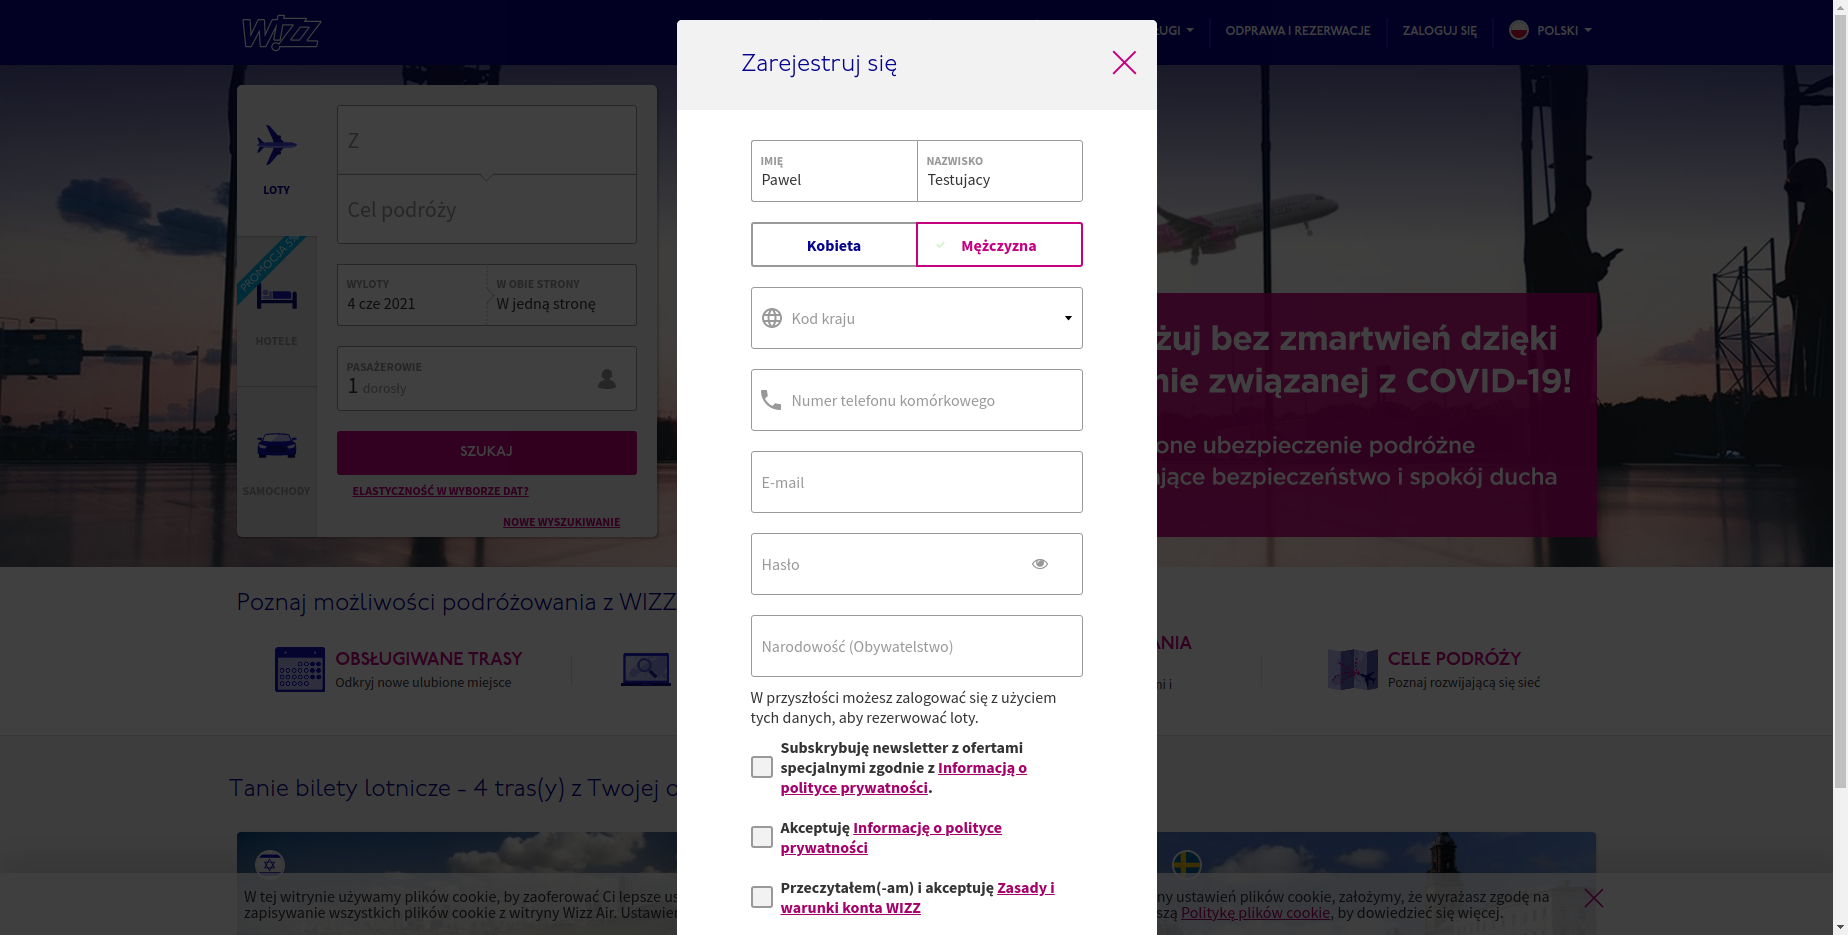 WIZZ
ŁUGI
ODPRAWA I REZERWACJE
ZALOGUJ SIĘ
POLSKI
Zarejestruj się
IMIĘ
Pawel
NAZWISKO
Testujacy
Kobieta
Mężczyzna
Kod kraju
Numer telefonu komórkowego
E-mail
Hasło
Narodowość (Obywatelstwo)
W przyszłości możesz zalogować się z użyciem
tych danych, aby rezerwować loty.
Subskrybuję newsletter z ofertami
specjalnymi zgodnie z Informacją o
polityce prywatności.
Akceptuję Informację o polityce
prywatności
Przeczytałem(-am) i akceptuję Zasady i
warunki konta WIZZ
LOTY
PROMOCJA
HOTELE
SAMOCHODY
Z
Cel podróży
WYLOTY
4 cze 2021
W OBIE STRONY
W jedną stronę
PASAŻEROWIE
1 dorosły
SZUKAJ
ELASTYCZNOŚĆ W WYBORZE DAT?
NOWE WYSZUKIWANIE
żuj bez zmartwień dzięki
nie związanej z COVID-19!
one ubezpieczenie podróżne
jące bezpieczeństwo i spokój ducha
Poznaj możliwości podróżowania z WIZZ
OBSŁUGIWANE TRASY
Odkryj nowe ulubione miejsce
ANIA
ni i
CELE PODRÓŻY
Poznaj rozwijającą się sieć
Tanie bilety lotnicze - 4 tras(y) z Twojej
W tej witrynie używamy plików cookie, by zaoferować Ci lepsze
ny ustawień plików cookie, założymy, że wyrażasz zgodę na
zapisywanie wszystkich plików cookie z witryny Wizz Air. Ustawie
szą Politykę plików cookie, by dowiedzieć się więcej.